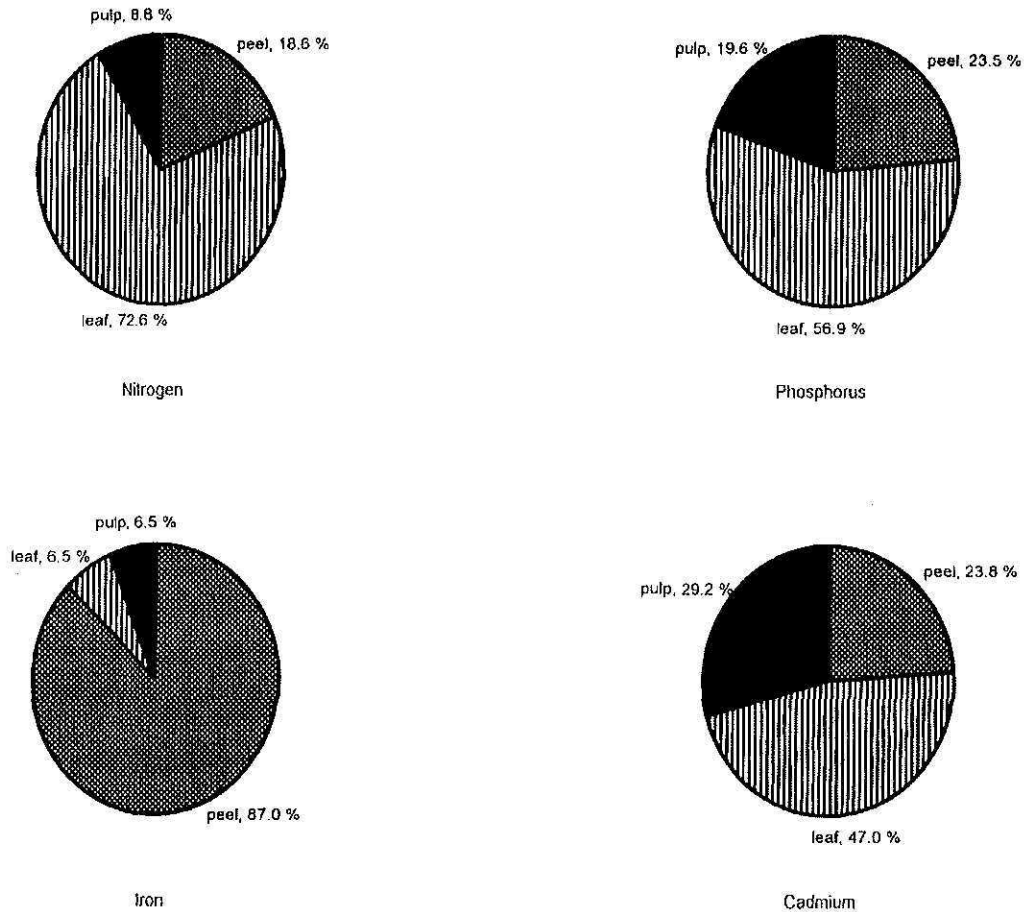 pulp, 8.8 %
peel, 18.6 %
leaf, 72.6 %
Nitrogen
pulp, 19.6 %
peel, 23.5 %
leaf, 56.9 %
Phosphorus
pulp, 6.5 %
leaf, 6.5 %
peel, 87.0 %
Iron
pulp, 29.2 %
peel, 23.8 %
leaf, 47.0 %
Cadmium